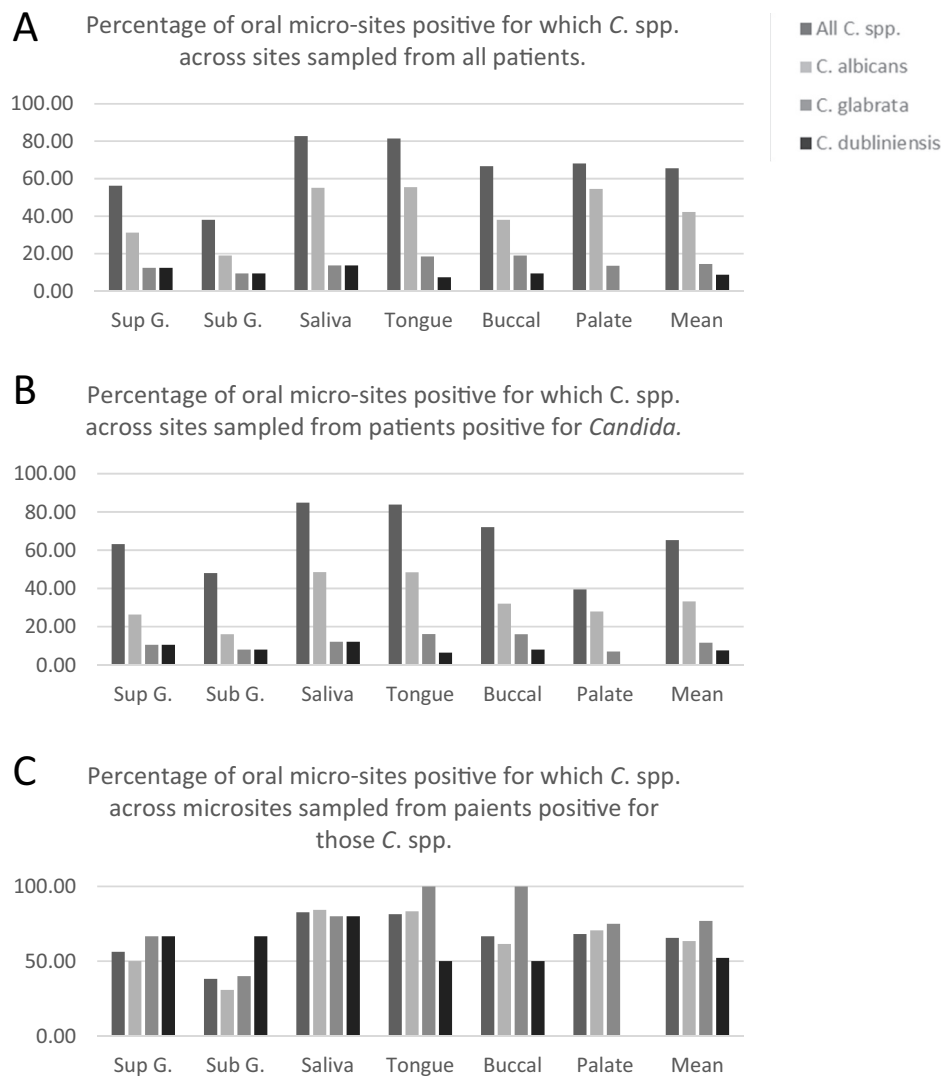 A
Percentage of oral micro-sites positive for which C. spp.
across sites sampled from all patients.
All C. spp.
C. albicans
C. glabrata
C. dubliniensis
100.00
80.00
60.00
40.00
20.00
0.00
Sup G. Sub G. Saliva Tongue Buccal Palate Mean
B
Percentage of oral micro-sites positive for which C. spp.
across sites sampled from patients positive for Candida.
100.00
80.00
60.00
40.00
20.00
0.00
Sup G. Sub G. Saliva Tongue Buccal Palate Mean
C
Percentage of oral micro-sites positive for which C. spp.
across microsites sampled from paients positive for
those C. spp.
100.00
50.00
0.00
Sup G. Sub G. Saliva Tongue Buccal Palate Mean